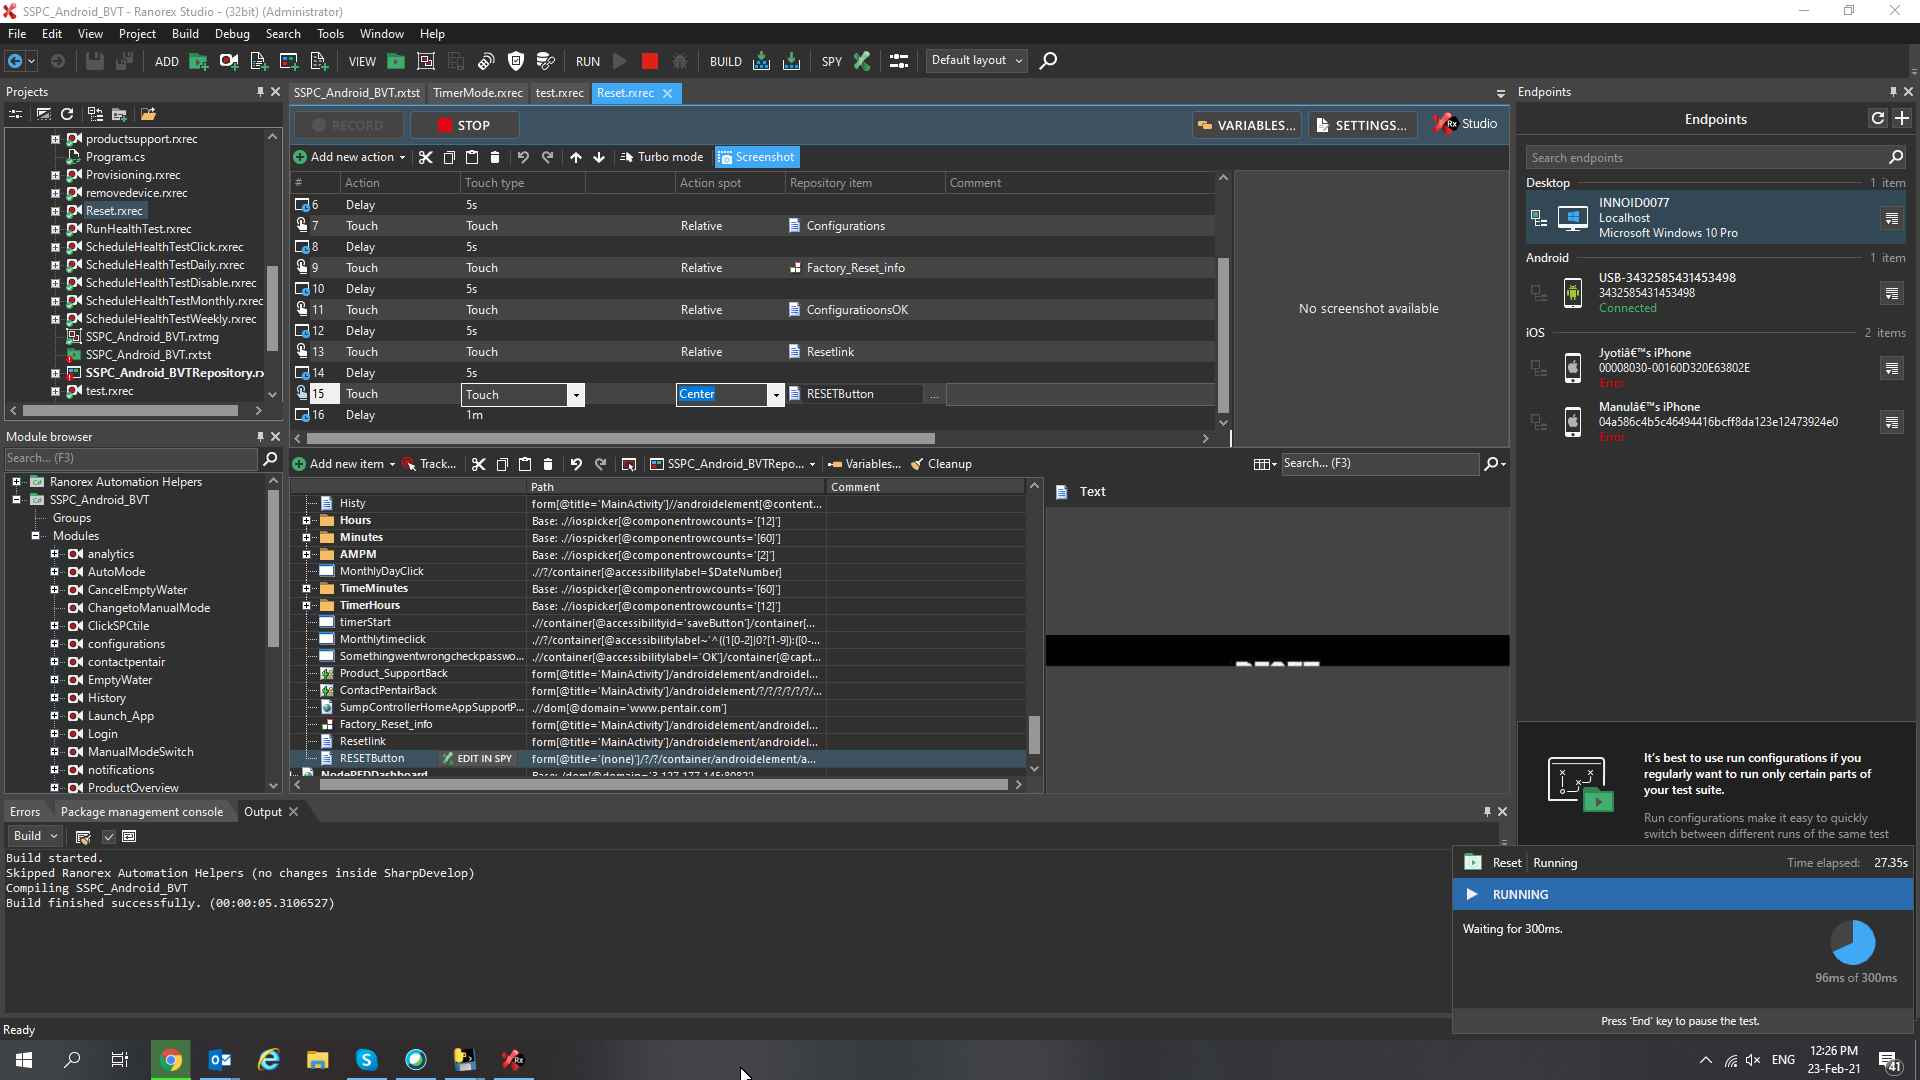 SSPC_Android_BVT - Ranorex Studio - (32bit) (Administrator)
File Edit View Project Build Debug Search Tools Window Help
ADD VIEW RUN BUILD SPY Default layout
Projects
productsupport.rxrec
Program.cs
Provisioning.rxrec
removedevice.rxrec
Reset.rxrec
RunHealthTest.rxrec
ScheduleHealthTestClick.rxrec
ScheduleHealthTestDaily.rxrec
ScheduleHealthTestDisable.rxrec
ScheduleHealthTestMonthly.rxrec
ScheduleHealthTestWeekly.rxrec
SSPC_Android_BVT.rxtmg
SSPC_Android_BVT.rxtst
SSPC_Android_BVTRepository.rx
test.rxrec
Module browser
Search... (F3)
Ranorex Automation Helpers
SSPC_Android_BVT
Groups
Modules
analytics
AutoMode
CancelEmptyWater
ChangetoManualMode
ClickSPCtile
configurations
contactpentair
EmptyWater
History
Launch_App
Login
ManualModeSwitch
notifications
ProductOverview
SSPC_Android_BVT.rxtst TimerMode.rxrec test.rxrec Reset.rxrec
RECORD STOP VARIABLES... SETTINGS... Rx Studio
Add new action Turbo mode Screenshot
# Action Touch type Action spot Repository item Comment
6 Delay 5s
7 Touch Touch Relative Configurations
8 Delay 5s
9 Touch Touch Relative Factory_Reset_info
10 Delay 5s
11 Touch Touch Relative ConfiguratioonsOK
12 Delay 5s
13 Touch Touch Relative Resetlink
14 Delay 5s
15 Touch Touch Center RESETButton ...
16 Delay 1m
No screenshot available
Add new item Track... SSPC_Android_BVTRepo... Variables... Cleanup Search... (F3)
Path Comment
Histy form[@title='MainActivity']//androidelement[@content...
Hours Base: .//iospicker[@componentrowcounts='[12]']
Minutes Base: .//iospicker[@componentrowcounts='[60]']
AMPM Base: .//iospicker[@componentrowcounts='[2]']
MonthlyDayClick .//?/container[@accessibilitylabel=$DateNumber]
TimeMinutes Base: .//iospicker[@componentrowcounts='[60]']
TimerHours Base: .//iospicker[@componentrowcounts='[12]']
timerStart .//container[@accessibilityid='saveButton']/container[...
Monthlytimeclick .//?/container[@accessibilitylabel~'^((1[0-2]|0?[1-9]):([0-...
Somethingwentwrongcheckpasswo... .//container[@accessibilitylabel='OK']/container[@capt...
Product_SupportBack form[@title='MainActivity']/androidelement/androidel...
ContactPentairBack form[@title='MainActivity']/androidelement/?/?/?/?/?/?/...
SumpControllerHomeAppSupportP... .//dom[@domain='www.pentair.com']
Factory_Reset_info form[@title='MainActivity']/androidelement/androidel...
Resetlink form[@title='MainActivity']/androidelement/androidel...
RESETButton EDIT IN SPY form[@title='(none)']/?/?/container/androidelement/a...
Text
Endpoints
Endpoints
Search endpoints
Desktop 1 item
INNOID0077
Localhost
Microsoft Windows 10 Pro
Android 1 item
USB-3432585431453498
3432585431453498
Connected
iOS 2 items
Jyotiâ€™s iPhone
00008030-00160D320E63802E
Error
Manulâ€™s iPhone
04a586c4b5c46494416bcff8da123e12473924e0
Error
It's best to use run configurations if you
regularly want to run only certain parts of
your test suite.
Run configurations make it easy to quickly
switch between different runs of the same test
Errors Package management console Output
Build
Build started.
Skipped Ranorex Automation Helpers (no changes inside SharpDevelop)
Compiling SSPC_Android_BVT
Build finished successfully. (00:00:05.3106527)
Reset Running Time elapsed: 27.35s
RUNNING
Waiting for 300ms.
96ms of 300ms
Press 'End' key to pause the test.
Ready
ENG 12:26 PM
23-Feb-21
41